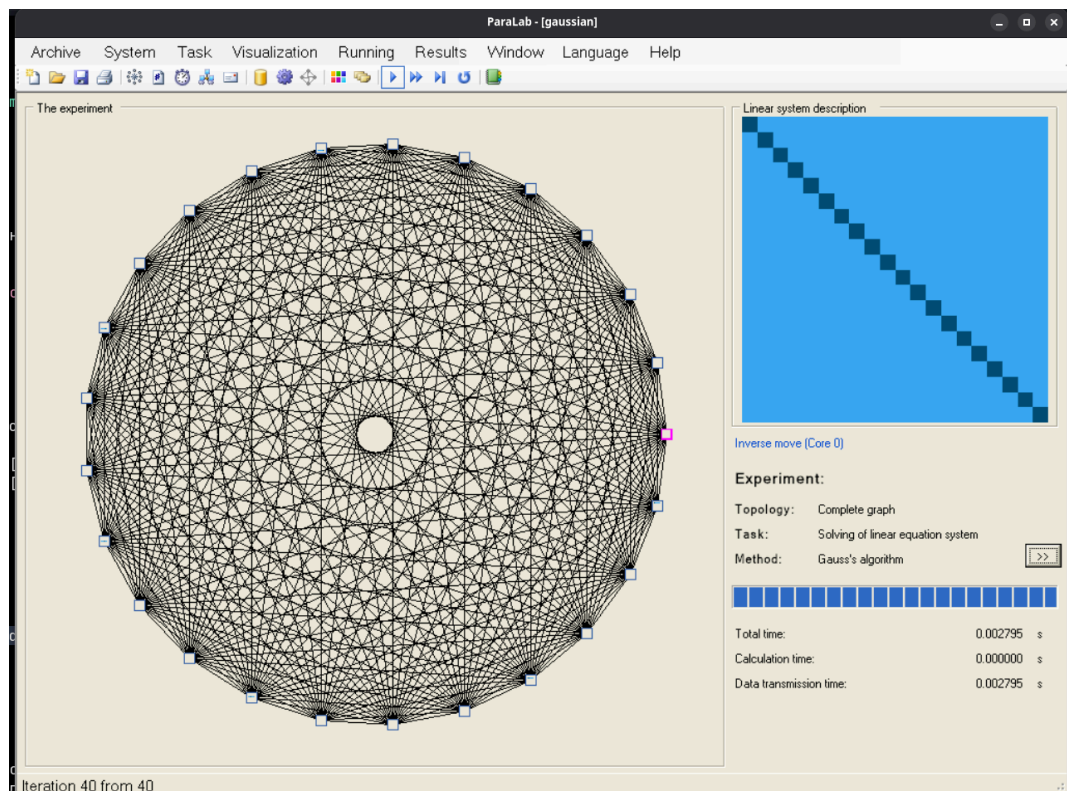 ParaLab - [gaussian]
Archive System Task Visualization Running Results Window Language Help
The experiment
Linear system description
Inverse move (Core 0)
Experiment:
Topology: Complete graph
Task: Solving of linear equation system
Method: Gauss's algorithm
>>
Total time: 0.002795 s
Calculation time: 0.000000 s
Data transmission time: 0.002795 s
Iteration 40 from 40